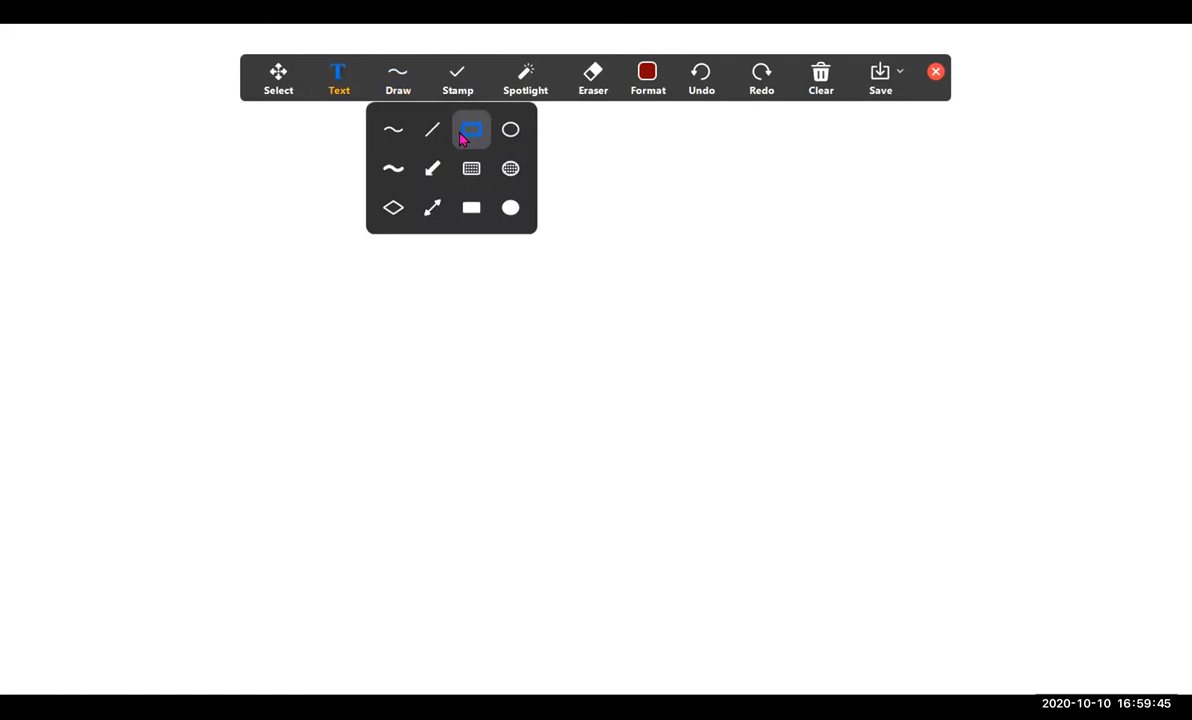 Select Text Draw Stamp Spotlight Eraser Format Undo Redo Clear Save
2020-10-10 16:59:45